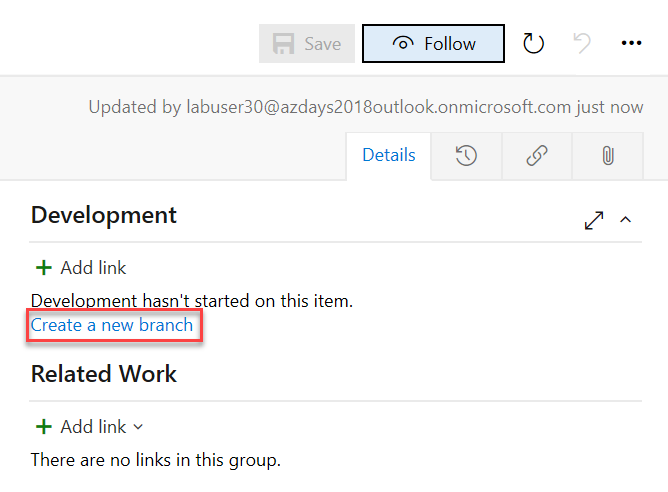 Save
Follow
Updated by labuser30@azdays2018outlook.onmicrosoft.com just now
Details
Development
Add link
Development hasn't started on this item.
Create a new branch
Related Work
Add link
There are no links in this group.